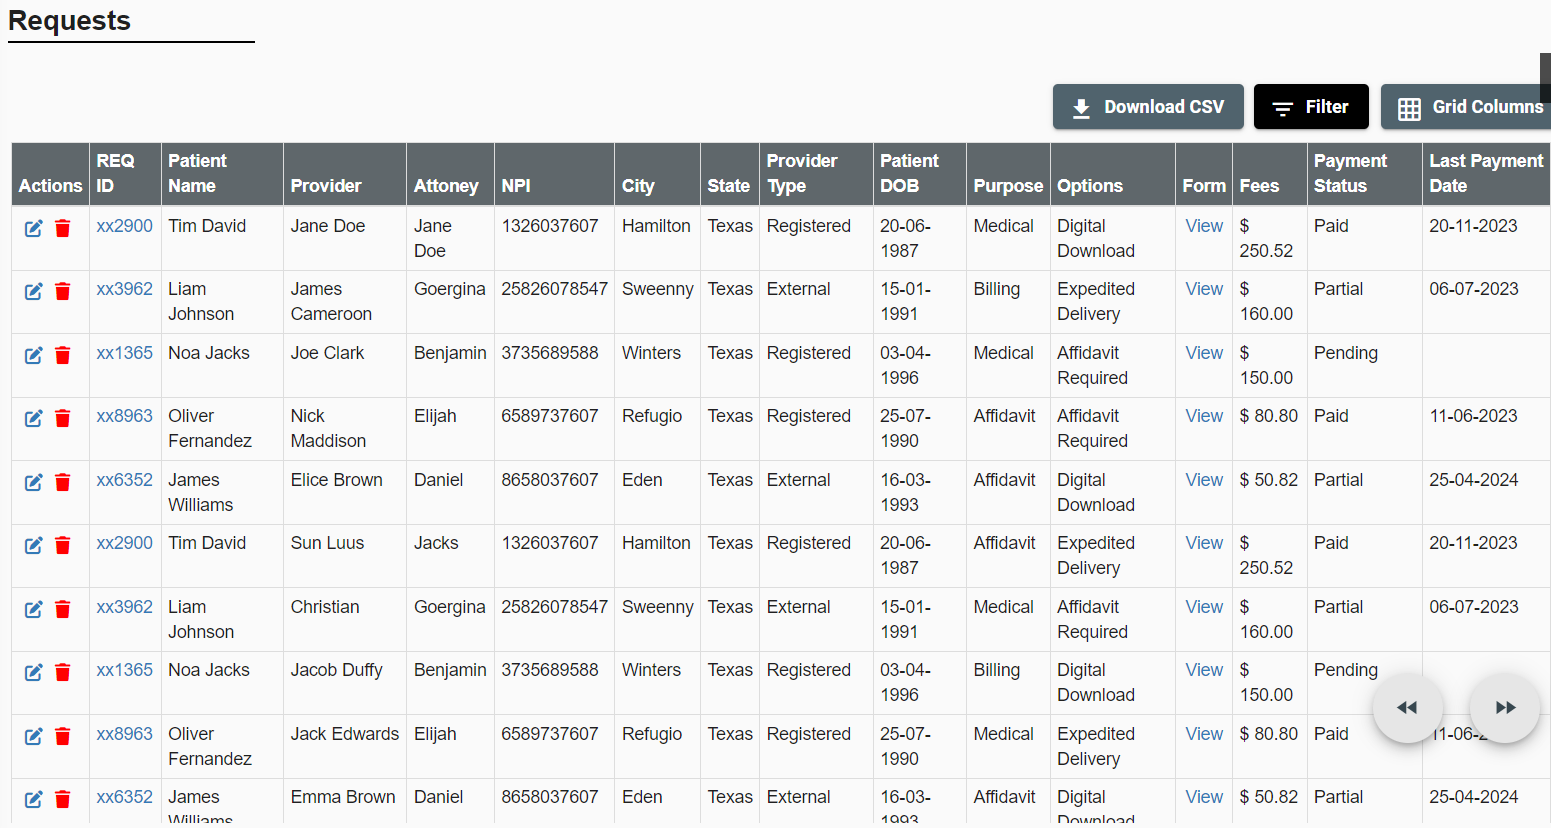 Requests
Download CSV Filter Grid Columns
Actions REQ ID Patient Name Provider Attoney NPI City State Provider Type Patient DOB Purpose Options Form Fees Payment Status Last Payment Date
xx2900 Tim David Jane Doe Jane Doe 1326037607 Hamilton Texas Registered 20-06-1987 Medical Digital Download View $ 250.52 Paid 20-11-2023
xx3962 Liam Johnson James Cameroon Goergina 25826078547 Sweenny Texas External 15-01-1991 Billing Expedited Delivery View $ 160.00 Partial 06-07-2023
xx1365 Noa Jacks Joe Clark Benjamin 3735689588 Winters Texas Registered 03-04-1996 Medical Affidavit Required View $ 150.00 Pending
xx8963 Oliver Fernandez Nick Maddison Elijah 6589737607 Refugio Texas Registered 25-07-1990 Affidavit Affidavit Required View $ 80.80 Paid 11-06-2023
xx6352 James Williams Elice Brown Daniel 8658037607 Eden Texas External 16-03-1993 Affidavit Digital Download View $ 50.82 Partial 25-04-2024
xx2900 Tim David Sun Luus Jacks 1326037607 Hamilton Texas Registered 20-06-1987 Affidavit Expedited Delivery View $ 250.52 Paid 20-11-2023
xx3962 Liam Johnson Christian Goergina 25826078547 Sweenny Texas External 15-01-1991 Medical Affidavit Required View $ 160.00 Partial 06-07-2023
xx1365 Noa Jacks Jacob Duffy Benjamin 3735689588 Winters Texas Registered 03-04-1996 Billing Digital Download View $ 150.00 Pending
xx8963 Oliver Fernandez Jack Edwards Elijah 6589737607 Refugio Texas Registered 25-07-1990 Medical Expedited Delivery View $ 80.80 Paid
xx6352 James Williams Emma Brown Daniel 8658037607 Eden Texas External 16-03-1993 Affidavit Digital Download View $ 50.82 Partial 25-04-2024